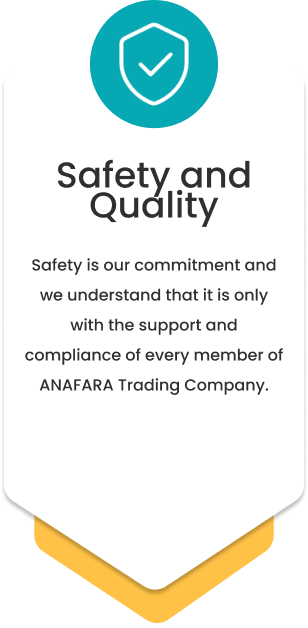 Safety and
Quality
Safety is our commitment and
we understand that it is only
with the support and
compliance of every member of
ANAFARA Trading Company.